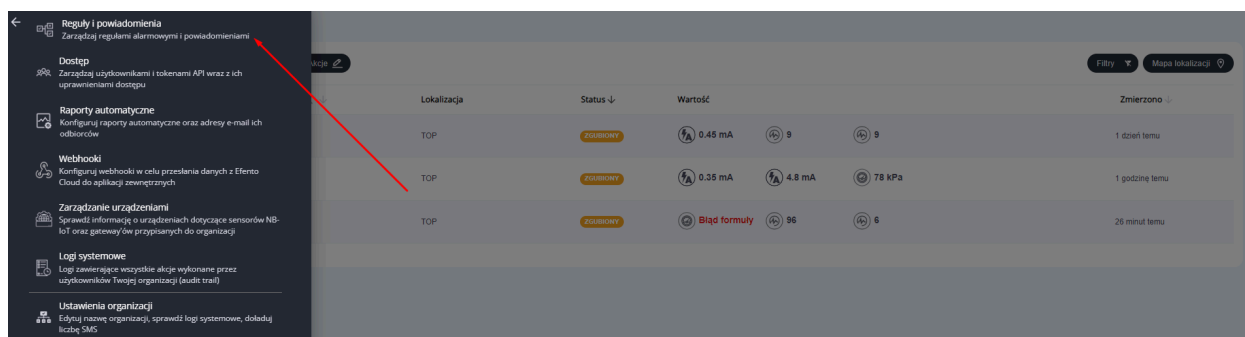 Reguły i powiadomienia
Zarządzaj regułami alarmowymi i powiadomieniami
Dostęp
Zarządzaj użytkownikami i tokenami API wraz z ich
uprawnieniami dostępu
Raporty automatyczne
Konfiguruj raporty automatyczne oraz adresy e-mail ich
odbiorców
Webhooki
Konfiguruj webhooki w celu przesłania danych z Efento
Cloud do aplikacji zewnętrznych
Zarządzanie urządzeniami
Sprawdź informację o urządzeniach dotyczące sensorów NB-
IoT oraz gateway'ów przypisanych do organizacji
Logi systemowe
Logi zawierające wszystkie akcje wykonane przez
użytkowników Twojej organizacji (audit trail)
Ustawienia organizacji
Edytuj nazwę organizacji, sprawdź logi systemowe, doładuj
liczbę SMS
Filtry Mapa lokalizacji
Lokalizacja Status Wartość Zmierzono
TOP ZGUBIONY 0.45 mA 9 9 1 dzień temu
TOP ZGUBIONY 0.35 mA 4.8 mA 78 kPa 1 godzinę temu
TOP ZGUBIONY Błąd formuły 96 6 26 minut temu